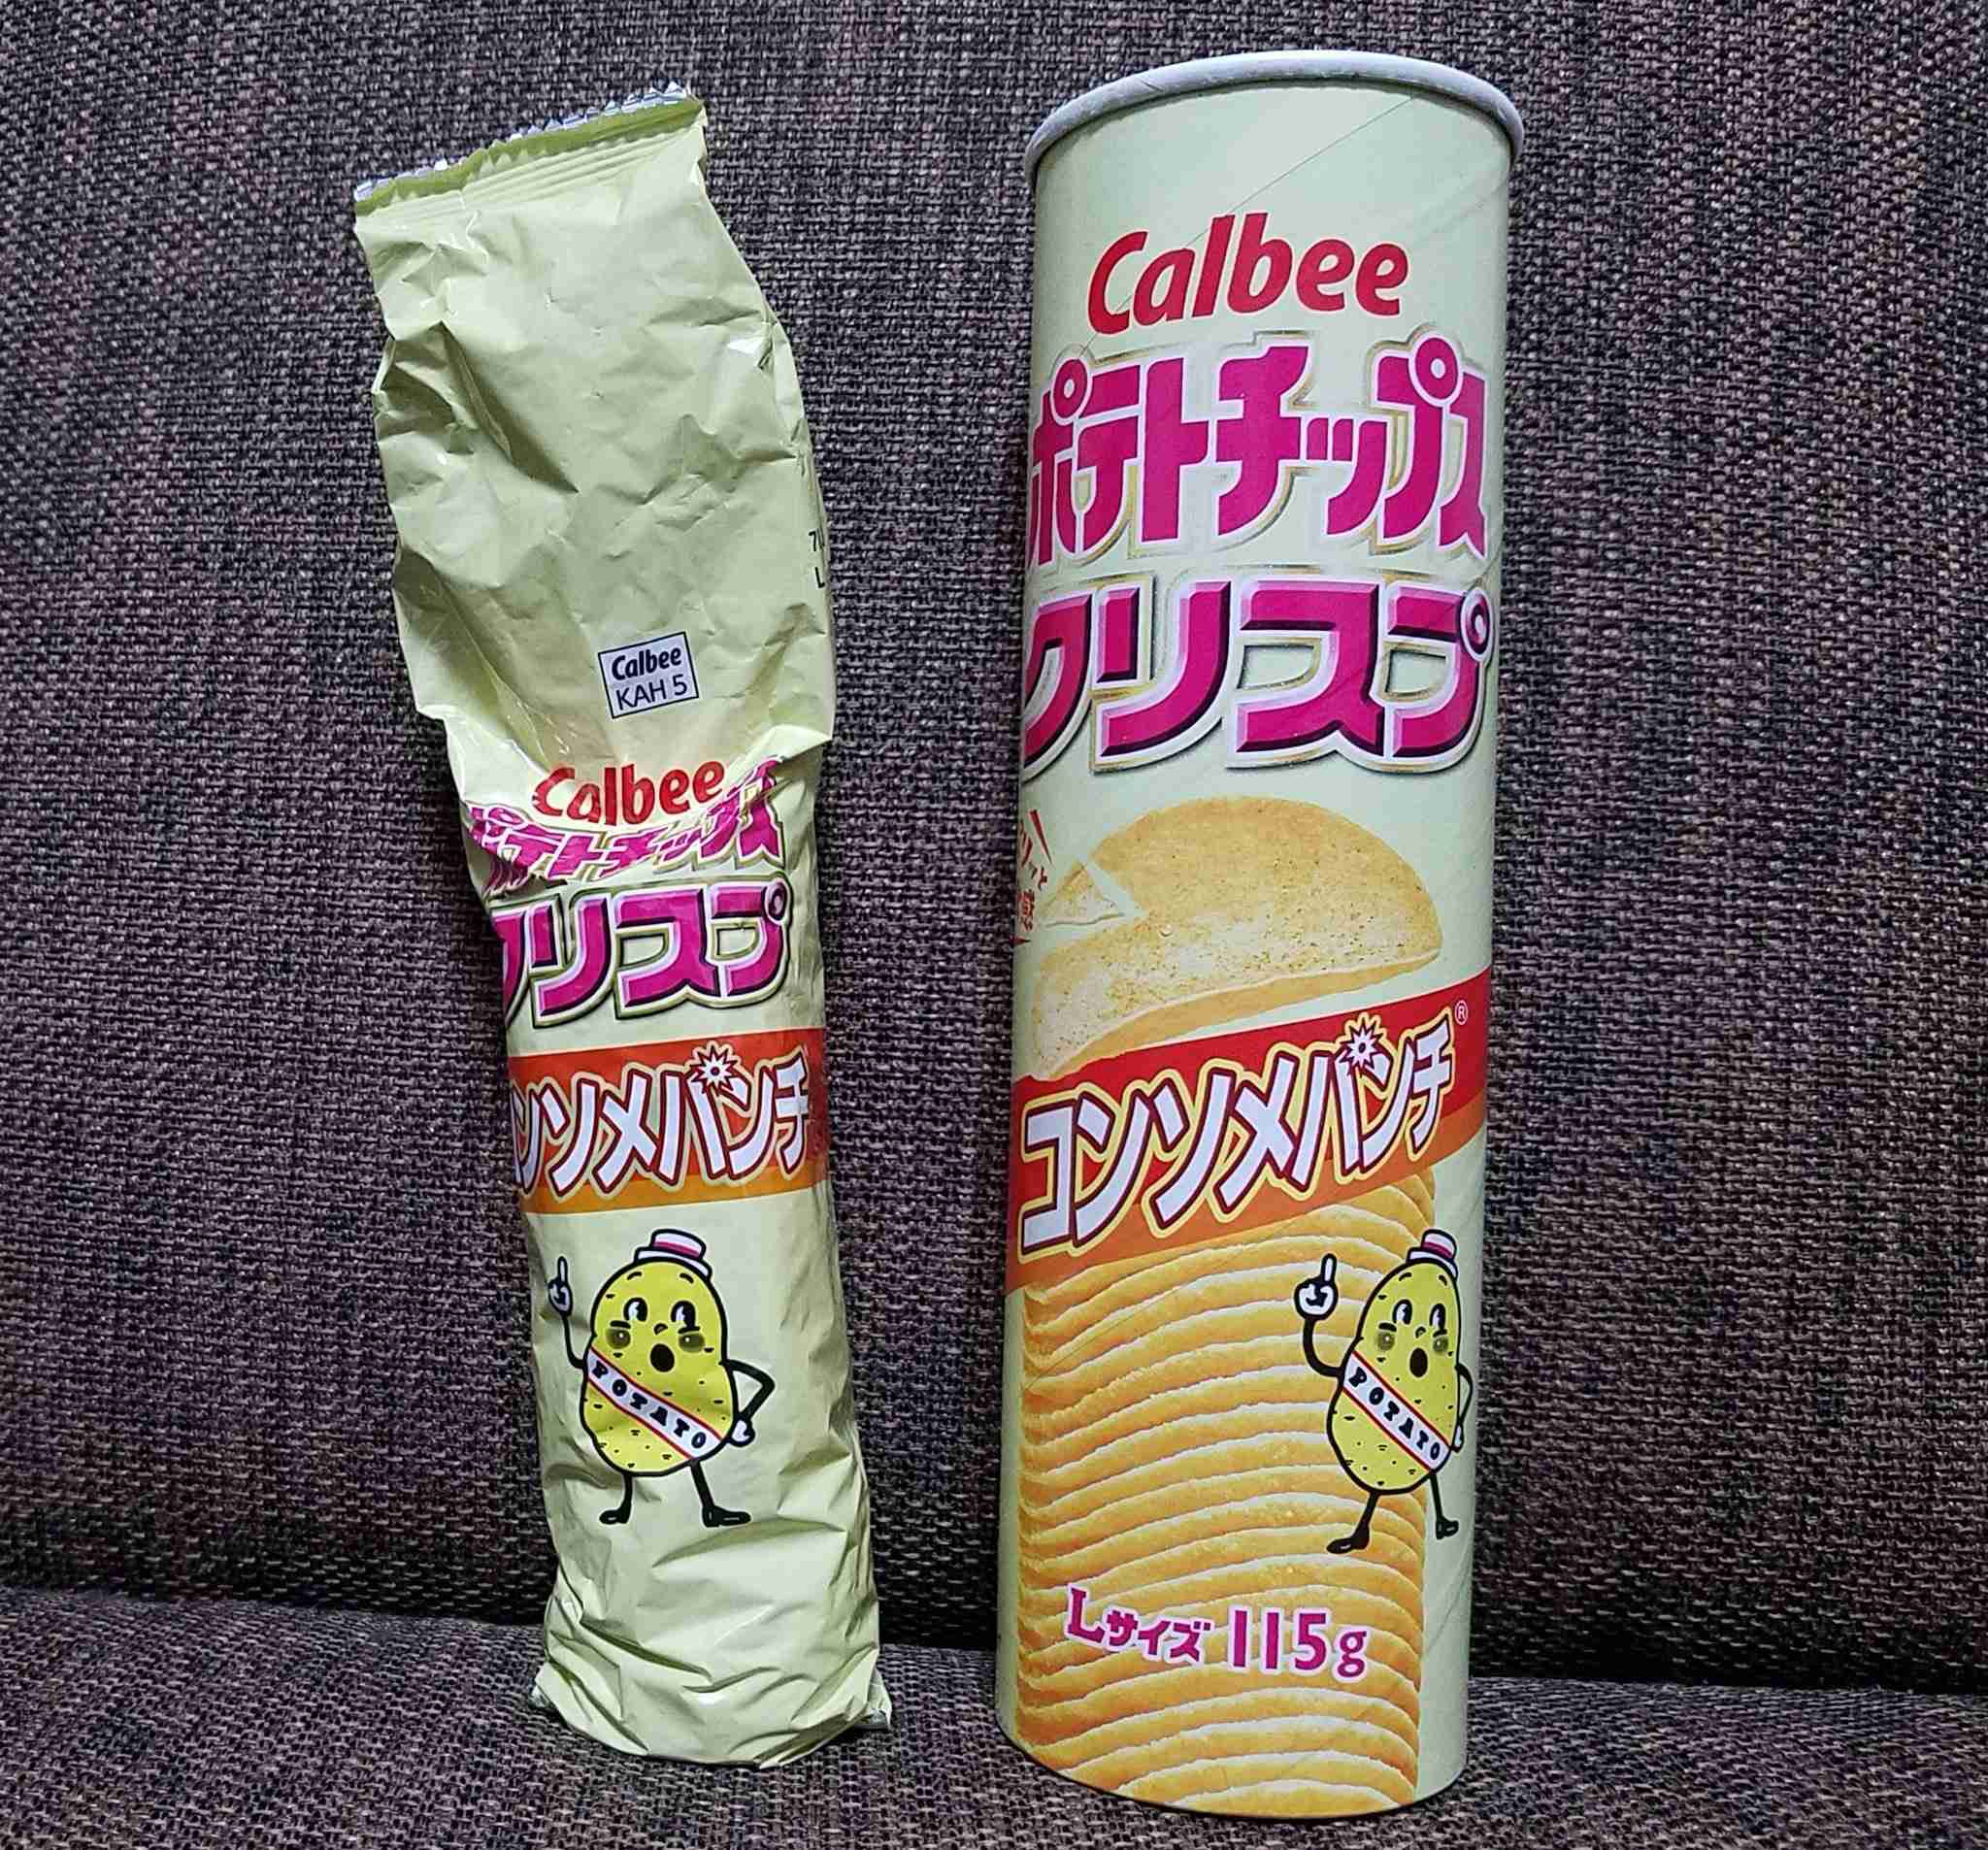 Calbee
KAH 5
Calbee
ポテトチップス
クリスプ
コンソメパンチ
POTATO
Calbee
ポテトチップス
クリスプ
コンソメパンチ®
POTATO
Lサイズ 115g